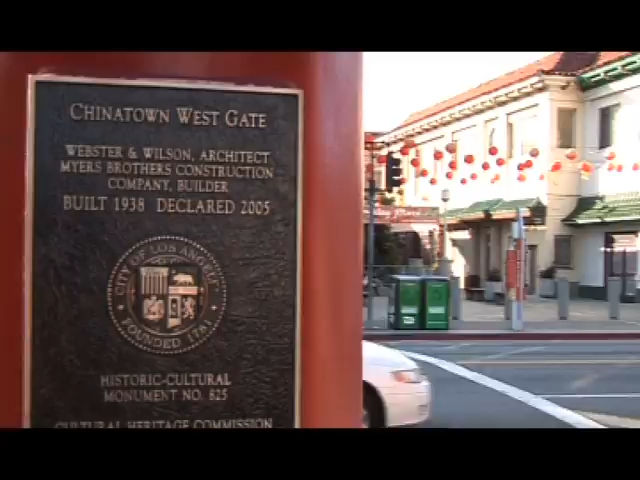 CHINATOWN WEST GATE
WEBSTER & WILSON, ARCHITECT
MYERS BROTHERS CONSTRUCTION
COMPANY, BUILDER
BUILT 1938 DECLARED 2005
CITY OF LOS ANGELES
FOUNDED 1781
HISTORIC-CULTURAL
MONUMENT NO. 825
CULTURAL HERITAGE COMMISSION